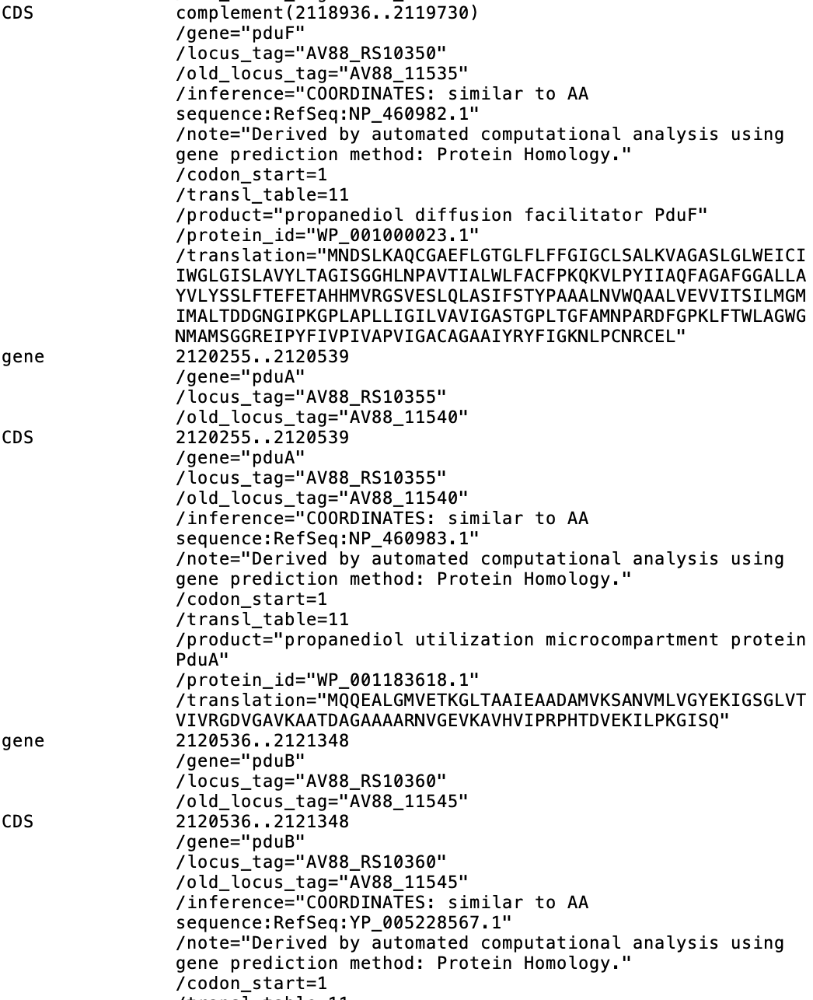 CDS complement(2118936..2119730)
/gene="pduF"
/locus_tag="AV88_RS10350"
/old_locus_tag="AV88_11535"
/inference="COORDINATES: similar to AA
sequence:RefSeq:NP_460982.1"
/note="Derived by automated computational analysis using
gene prediction method: Protein Homology."
/codon_start=1
/transl_table=11
/product="propanediol diffusion facilitator PduF"
/protein_id="WP_001000023.1"
/translation="MNDSLKAQCGAEFLGTGLFLFFGIGCLSALKVAGASLGLWEICI
IWGLGISLAVYLTAGISGGHLNPAVTIALWLFACFPKQKVLPYIIAQFAGAFGGALLA
YVLYSSLFTEFETAHHMVRGSVESLQLASIFSTYPAAALNVWQAALVEVVITSILMGM
IMALTDDGNGIPKGPLAPLLIGILVAVIGASTGPLTGFAMNPARDFGPKLFTWLAGWG
NMAMSGGREIPYFIVPIVAPVIGACAGAAIYRYFIGKNLPCNRCEL"
gene 2120255..2120539
/gene="pduA"
/locus_tag="AV88_RS10355"
/old_locus_tag="AV88_11540"
CDS 2120255..2120539
/gene="pduA"
/locus_tag="AV88_RS10355"
/old_locus_tag="AV88_11540"
/inference="COORDINATES: similar to AA
sequence:RefSeq:NP_460983.1"
/note="Derived by automated computational analysis using
gene prediction method: Protein Homology."
/codon_start=1
/transl_table=11
/product="propanediol utilization microcompartment protein
PduA"
/protein_id="WP_001183618.1"
/translation="MQQEALGMVETKGLTAAIEAADAMVKSANVMLVGYEKIGSGLVT
VIVRGDVGAVKAATDAGAAAARNVGEVKAVHVIPRPHTDVEKILPKGISQ"
gene 2120536..2121348
/gene="pduB"
/locus_tag="AV88_RS10360"
/old_locus_tag="AV88_11545"
CDS 2120536..2121348
/gene="pduB"
/locus_tag="AV88_RS10360"
/old_locus_tag="AV88_11545"
/inference="COORDINATES: similar to AA
sequence:RefSeq:YP_005228567.1"
/note="Derived by automated computational analysis using
gene prediction method: Protein Homology."
/codon_start=1